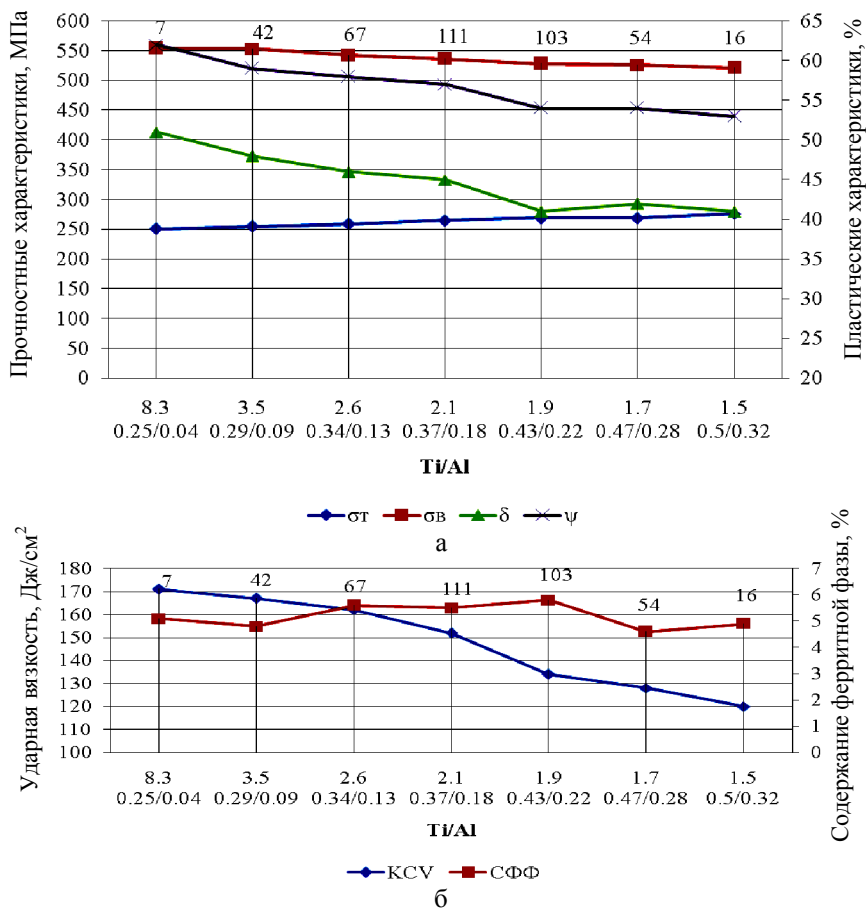 Прочностные характеристики, МПа
600
550
500
450
400
350
300
250
200
150
100
50
0
7 42 67 111 103 54 16
65
60
55
50
45
40
35
30
25
20
Пластические характеристики, %
8.3 3.5 2.6 2.1 1.9 1.7 1.5
0.25/0.04 0.29/0.09 0.34/0.13 0.37/0.18 0.43/0.22 0.47/0.28 0.5/0.32
Ti/Al
σт σв δ ψ
а
Ударная вязкость, Дж/см²
180
170
160
150
140
130
120
110
100
7 42 67 111 103 54 16
7
6
5
4
3
2
1
0
Содержание ферритной фазы, %
8.3 3.5 2.6 2.1 1.9 1.7 1.5
0.25/0.04 0.29/0.09 0.34/0.13 0.37/0.18 0.43/0.22 0.47/0.28 0.5/0.32
Ti/Al
KCV СФФ
б